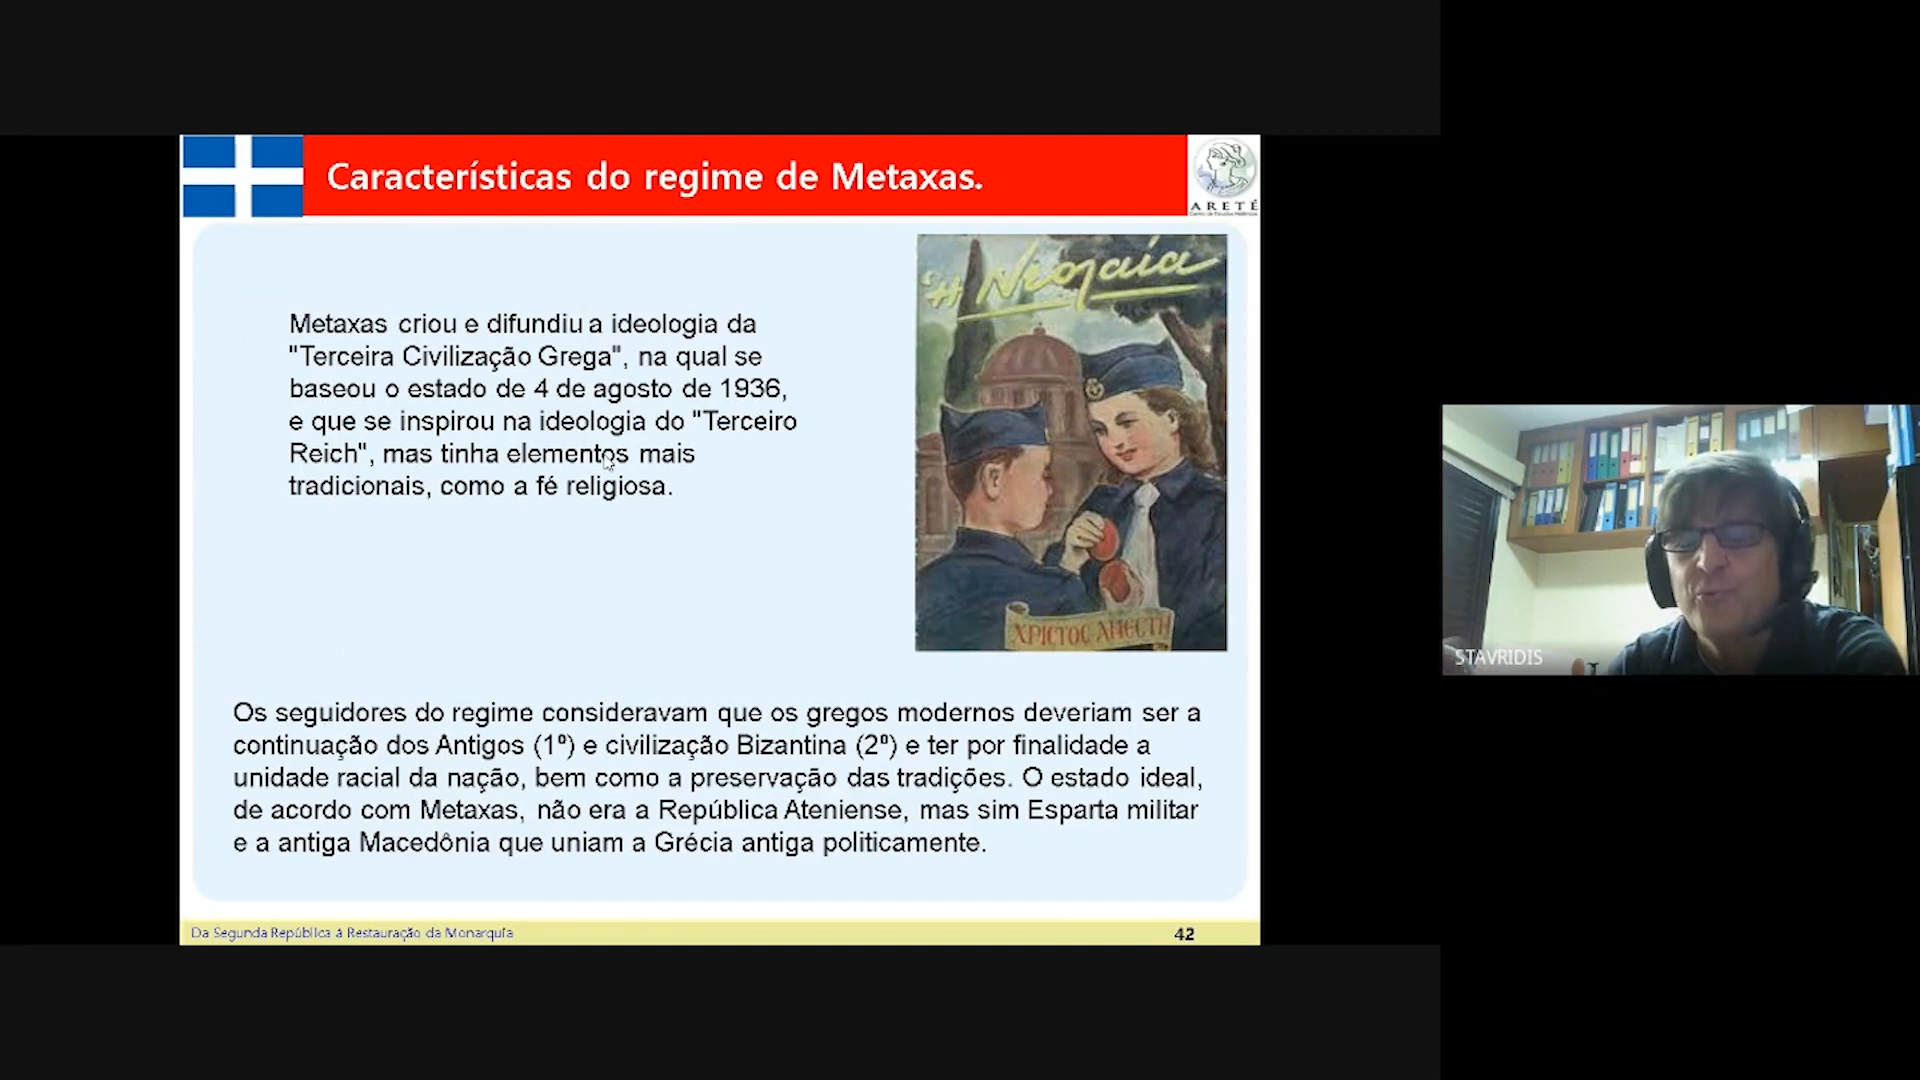 Características do regime de Metaxas.
ARETÉ
Metaxas criou e difundiu a ideologia da
"Terceira Civilização Grega", na qual se
baseou o estado de 4 de agosto de 1936,
e que se inspirou na ideologia do "Terceiro
Reich", mas tinha elementos mais
tradicionais, como a fé religiosa.
Ἡ Νεολαία
ΧΡΙΣΤΟΣ ΑΝΕΣΤΗ
Os seguidores do regime consideravam que os gregos modernos deveriam ser a
continuação dos Antigos (1º) e civilização Bizantina (2ª) e ter por finalidade a
unidade racial da nação, bem como a preservação das tradições. O estado ideal,
de acordo com Metaxas, não era a República Ateniense, mas sim Esparta militar
e a antiga Macedônia que uniam a Grécia antiga politicamente.
Da Segunda República à Restauração da Monarquia
42
STAVRIDIS